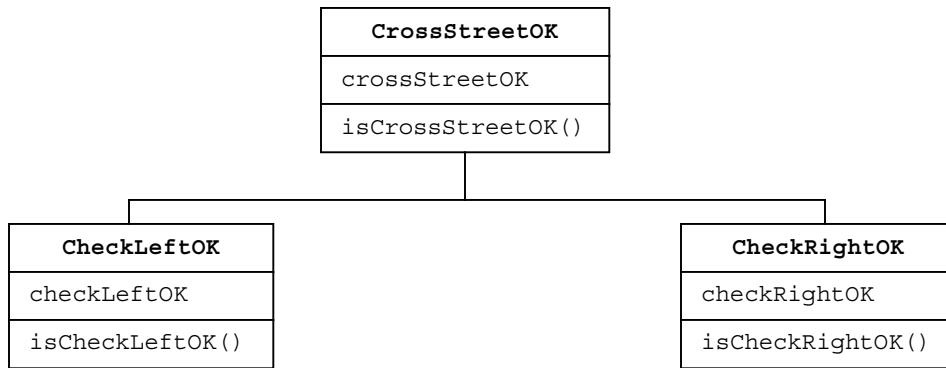 CrossStreetOK
crossStreetOK
isCrossStreetOK()
CheckLeftOK
checkLeftOK
isCheckLeftOK()
CheckRightOK
checkRightOK
isCheckRightOK()